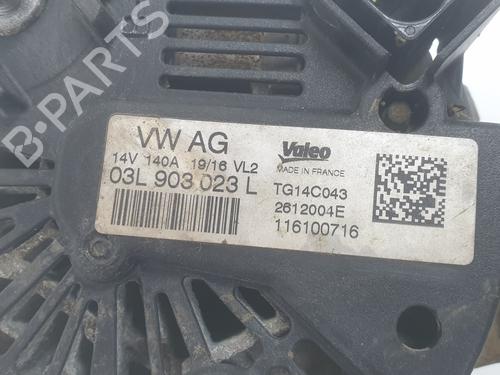 B-PARTS
VW AG
14V 140A 19/16 VL2
03L 903 023 L
Valeo
MADE IN FRANCE
TG14C043
2612004E
116100716